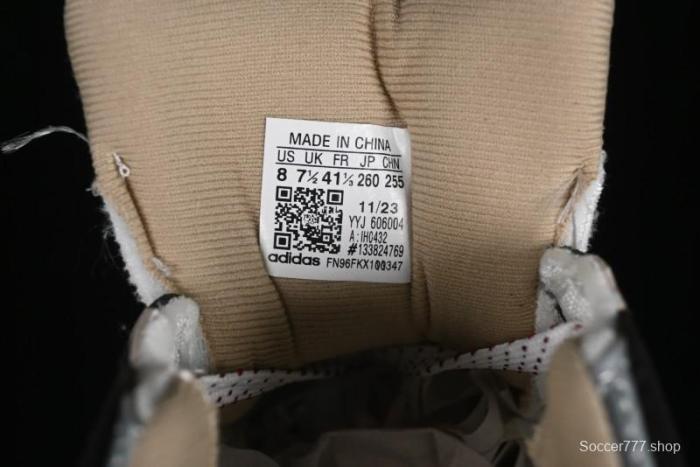 MADE IN CHINA
US UK FR JP CHN
8 7½ 41⅓ 260 255
11/23
YYJ 606004
A:IH0432
#133824769
adidas FN96FKX100347
Soccer777.shop